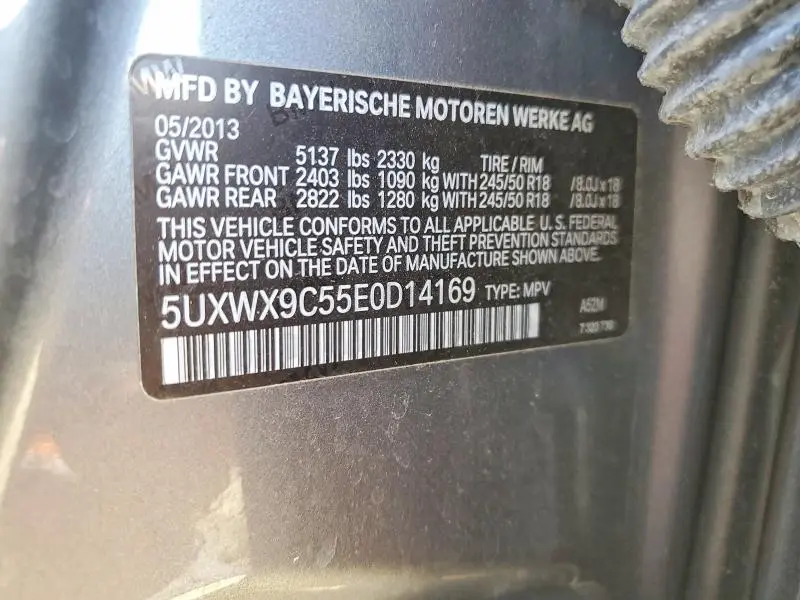 MFD BY BAYERISCHE MOTOREN WERKE AG
05/2013
GVWR 5137 lbs 2330 kg TIRE / RIM
GAWR FRONT 2403 lbs 1090 kg WITH 245/50 R18 /8.0J x 18
GAWR REAR 2822 lbs 1280 kg WITH 245/50 R18 /8.0J x 18
THIS VEHICLE CONFORMS TO ALL APPLICABLE U. S. FEDERAL
MOTOR VEHICLE SAFETY AND THEFT PREVENTION STANDARDS
IN EFFECT ON THE DATE OF MANUFACTURE SHOWN ABOVE.
5UXWX9C55E0D14169 TYPE: MPV